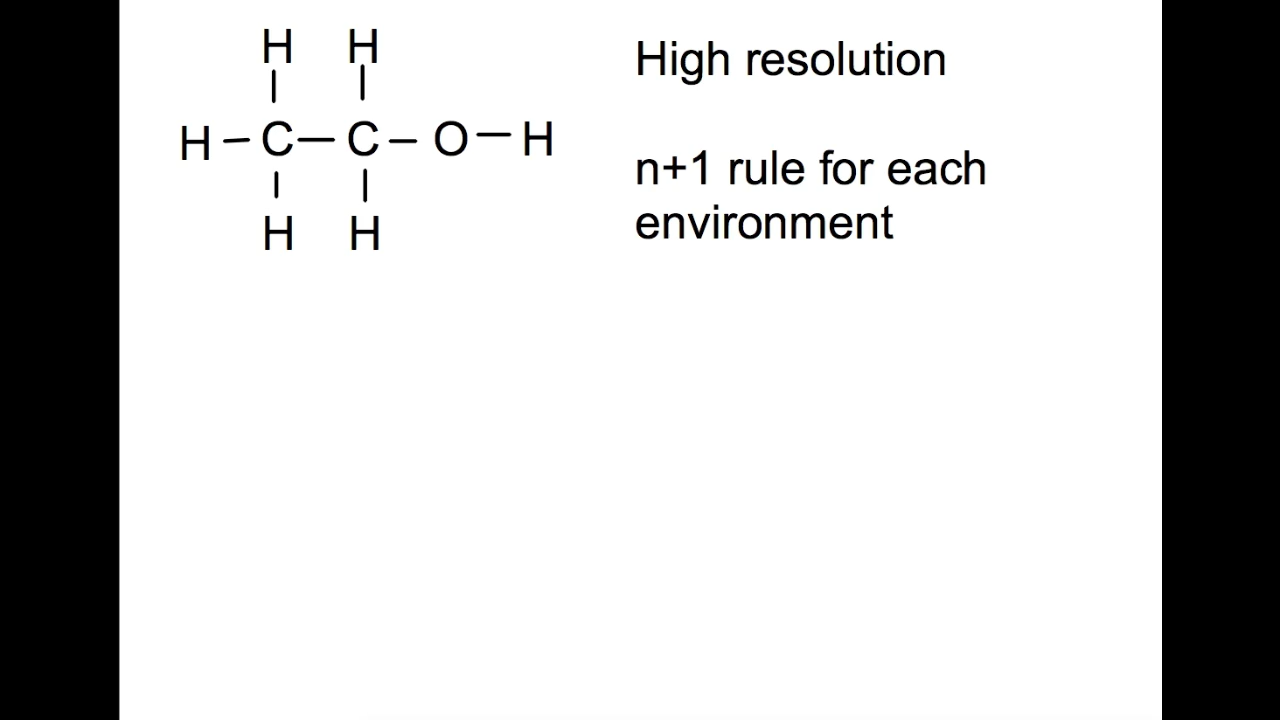 H H
H–C–C–O–H
H H
High resolution
n+1 rule for each
environment